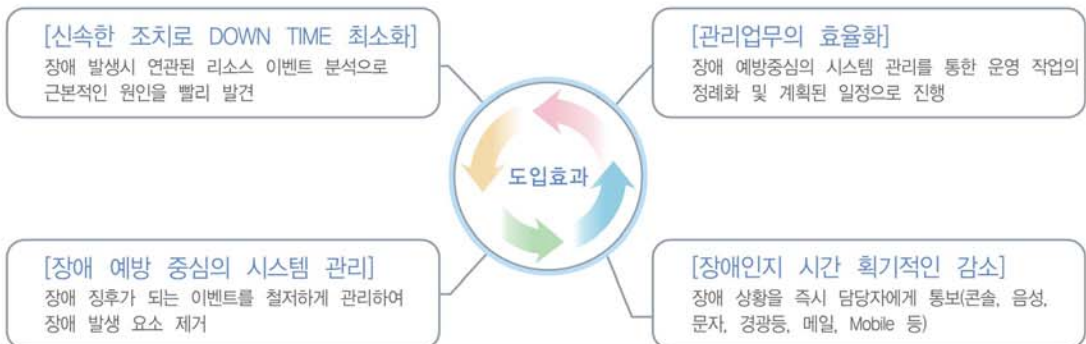 [신속한 조치로 DOWN TIME 최소화]
장애 발생시 연관된 리소스 이벤트 분석으로
근본적인 원인을 빨리 발견
[관리업무의 효율화]
장애 예방중심의 시스템 관리를 통한 운영 작업의
정례화 및 계획된 일정으로 진행
도입효과
[장애 예방 중심의 시스템 관리]
장애 징후가 되는 이벤트를 철저하게 관리하여
장애 발생 요소 제거
[장애인지 시간 획기적인 감소]
장애 상황을 즉시 담당자에게 통보(콘솔, 음성,
문자, 경광등, 메일, Mobile 등)